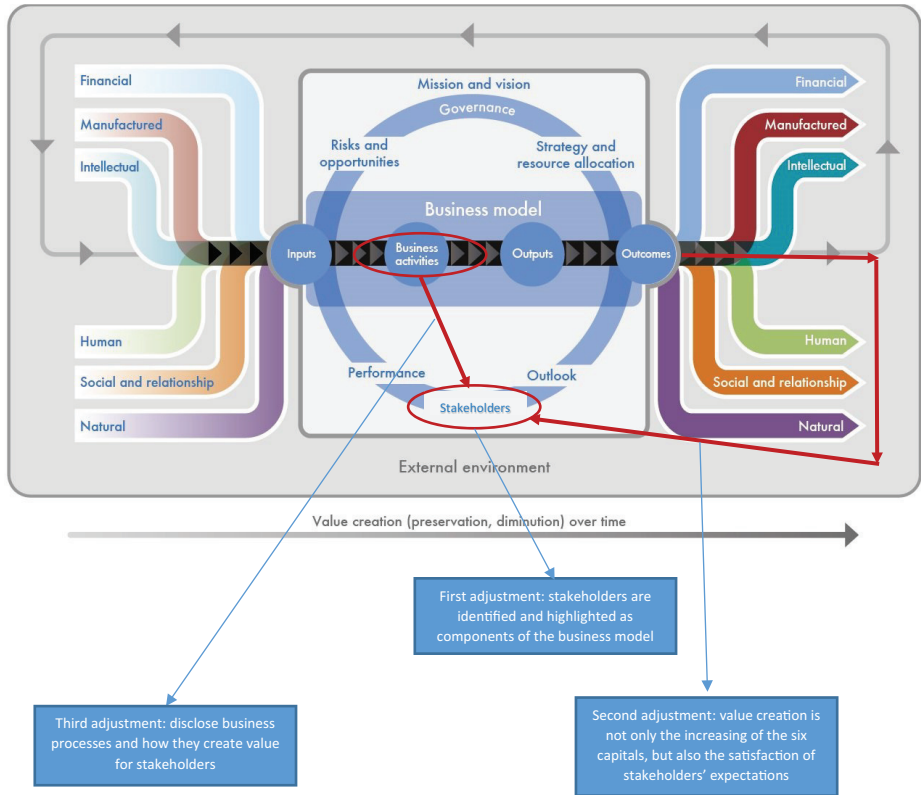 Financial
Manufactured
Intellectual
Human
Social and relationship
Natural
Mission and vision
Governance
Risks and
opportunities
Strategy and
resource allocation
Business model
Inputs
Business
activities
Outputs
Outcomes
Performance
Outlook
Stakeholders
Financial
Manufactured
Intellectual
Human
Social and relationship
Natural
External environment
Value creation (preservation, diminution) over time
First adjustment: stakeholders are
identified and highlighted as
components of the business model
Third adjustment: disclose business
processes and how they create value
for stakeholders
Second adjustment: value creation is
not only the increasing of the six
capitals, but also the satisfaction of
stakeholders’ expectations